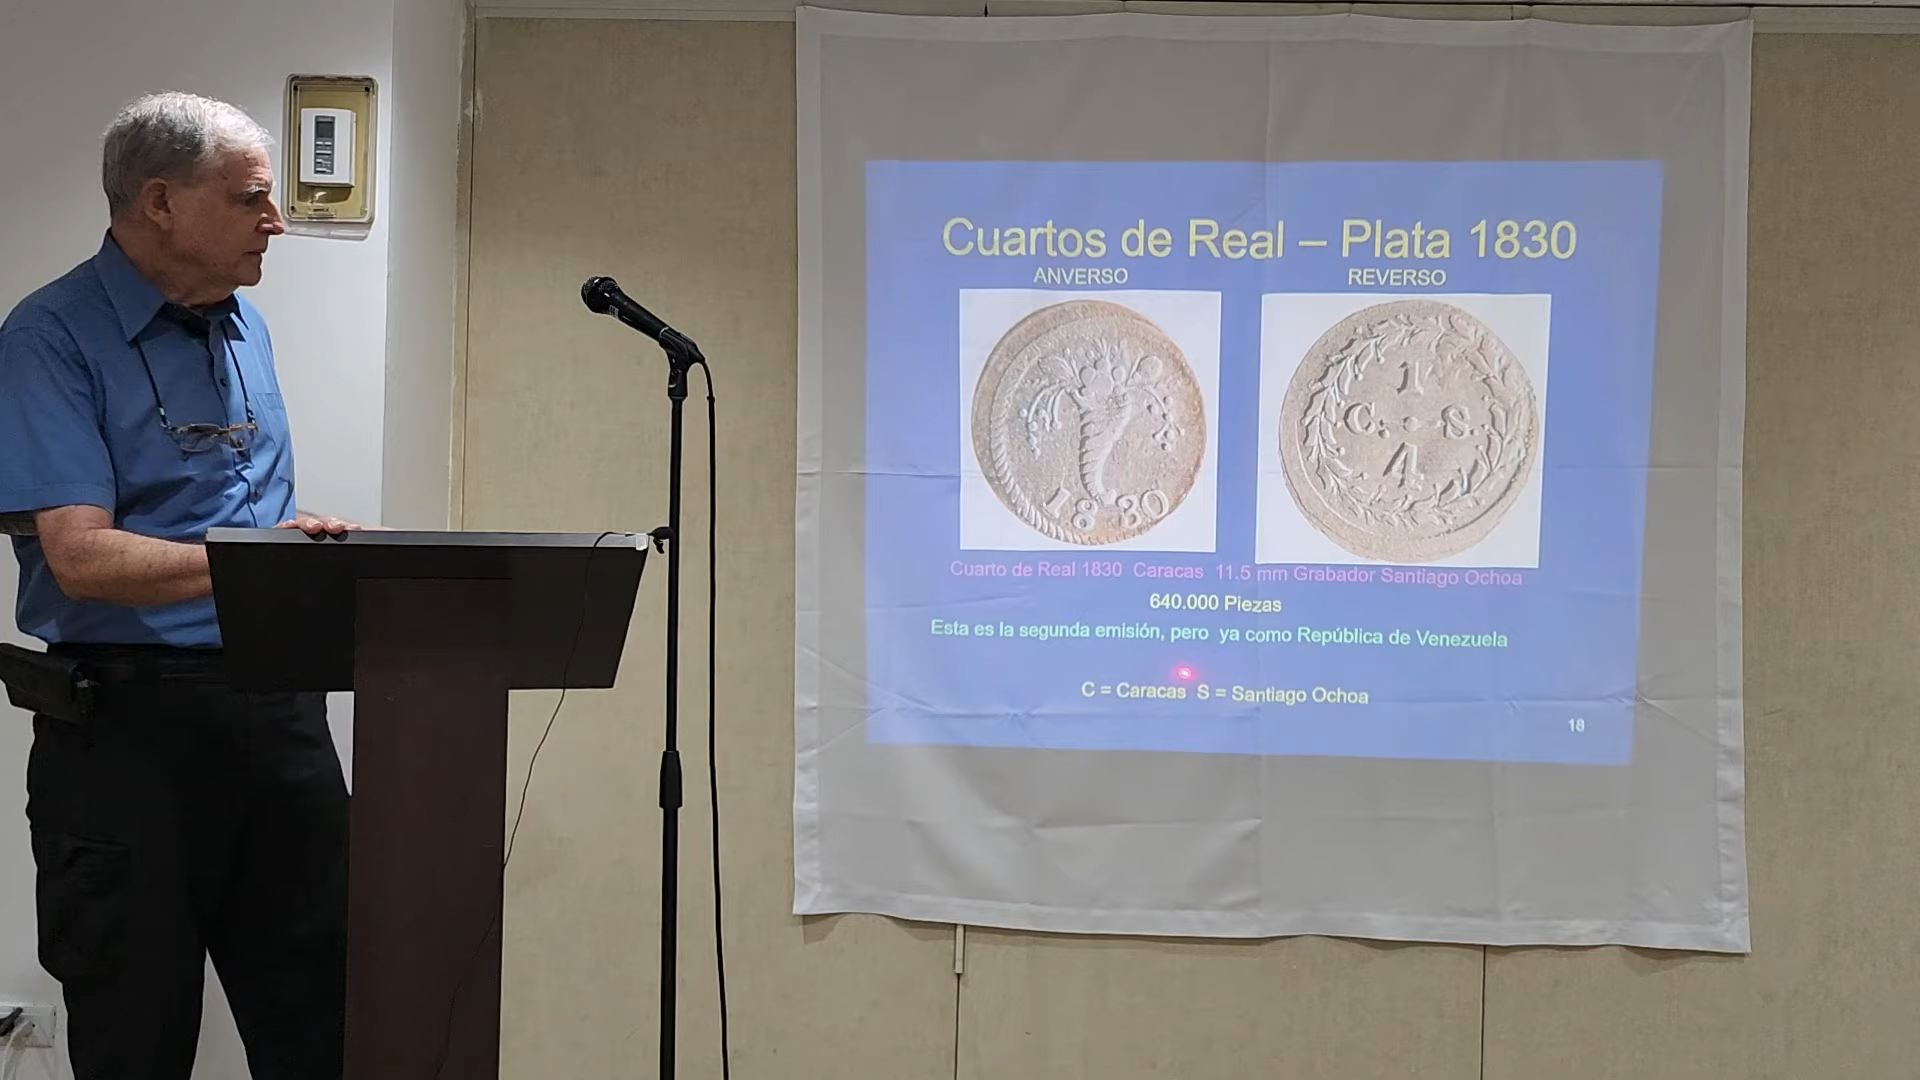 Cuartos de Real – Plata 1830
ANVERSO REVERSO
1
C. S.
4
1830
Cuarto de Real 1830 Caracas 11.5 mm Grabador Santiago Ochoa
640.000 Piezas
Esta es la segunda emisión, pero ya como República de Venezuela
C = Caracas S = Santiago Ochoa
18